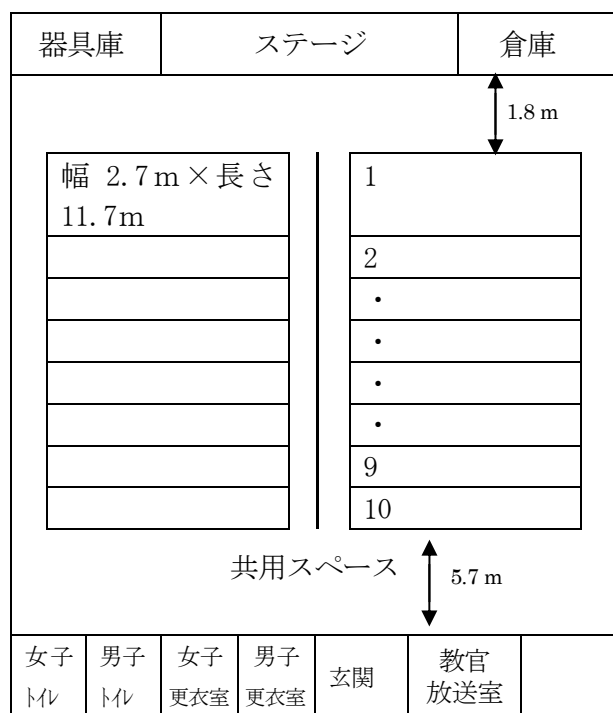 器具庫
ステージ
倉庫
1.8 m
幅 2.7m×長さ
11.7m
1
2
・
・
・
・
9
10
共用スペース
5.7 m
女子
ﾄｲﾚ
男子
ﾄｲﾚ
女子
更衣室
男子
更衣室
玄関
教官
放送室